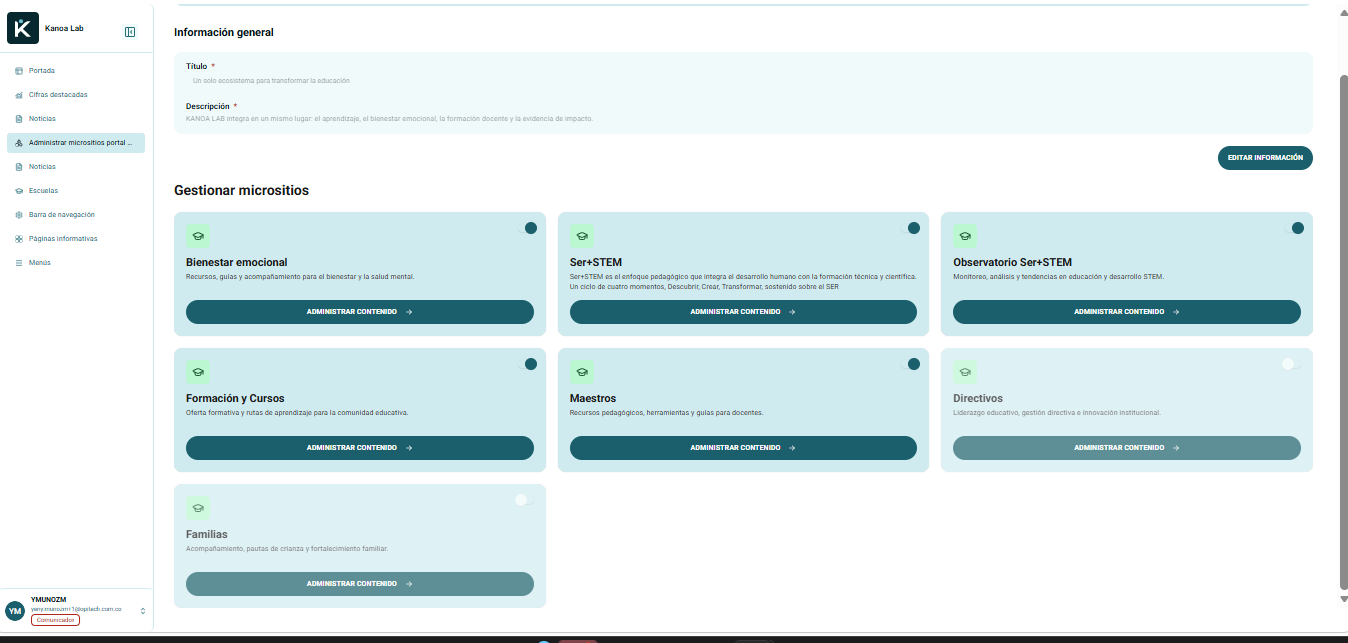 Kanoa Lab
Portada
Cifras destacadas
Noticias
Administrar micrositios portal ...
Noticias
Escuelas
Barra de navegación
Páginas informativas
Menús
YM
YMUNOZM
yeny.munozm+1@opitech.com.co
Comunicador
Información general
Título *
Un solo ecosistema para transformar la educación
Descripción *
KANOA LAB integra en un mismo lugar: el aprendizaje, el bienestar emocional, la formación docente y la evidencia de impacto.
EDITAR INFORMACIÓN
Gestionar micrositios
Bienestar emocional
Recursos, guías y acompañamiento para el bienestar y la salud mental.
ADMINISTRAR CONTENIDO →
Ser+STEM
Ser+STEM es el enfoque pedagógico que integra el desarrollo humano con la formación técnica y científica.
Un ciclo de cuatro momentos, Descubrir, Crear, Transformar, sostenido sobre el SER
ADMINISTRAR CONTENIDO →
Observatorio Ser+STEM
Monitoreo, análisis y tendencias en educación y desarrollo STEM.
ADMINISTRAR CONTENIDO →
Formación y Cursos
Oferta formativa y rutas de aprendizaje para la comunidad educativa.
ADMINISTRAR CONTENIDO →
Maestros
Recursos pedagógicos, herramientas y guías para docentes.
ADMINISTRAR CONTENIDO →
Directivos
Liderazgo educativo, gestión directiva e innovación institucional.
ADMINISTRAR CONTENIDO →
Familias
Acompañamiento, pautas de crianza y fortalecimiento familiar.
ADMINISTRAR CONTENIDO →